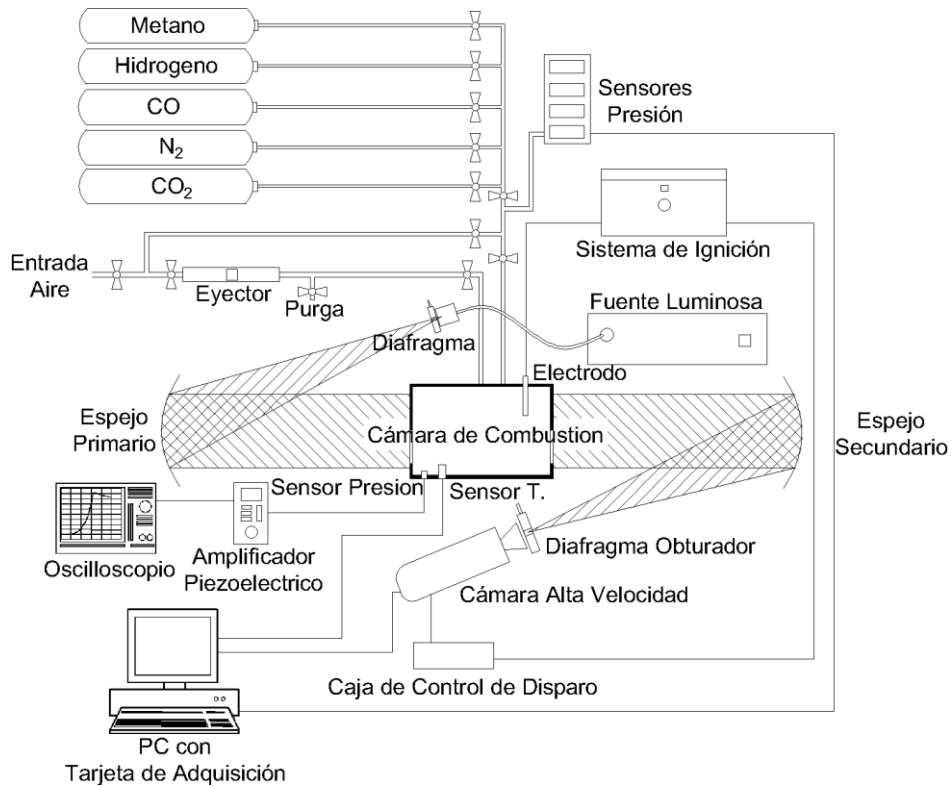 Metano
Hidrogeno
CO
N₂
CO₂
Sensores
Presión
Sistema de Ignición
Entrada
Aire
Eyector
Purga
Fuente Luminosa
Diafragma
Electrodo
Espejo
Primario
Cámara de Combustion
Espejo
Secundario
Sensor Presion
Sensor T.
Oscilloscopio
Amplificador
Piezoelectrico
Diafragma Obturador
Cámara Alta Velocidad
Caja de Control de Disparo
PC con
Tarjeta de Adquisición